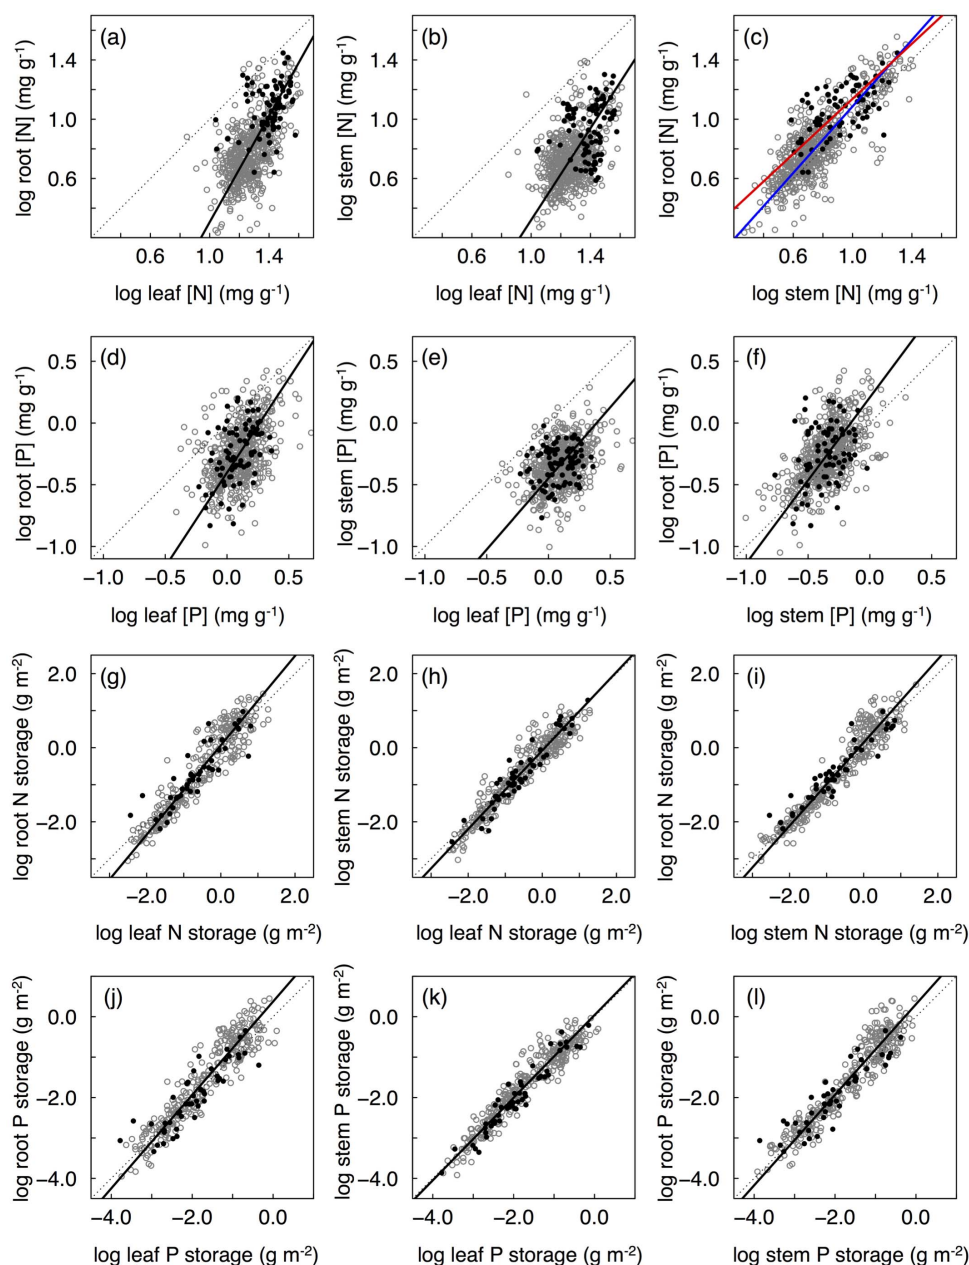 (a) (b) (c)
log root [N] (mg g⁻¹) log stem [N] (mg g⁻¹) log root [N] (mg g⁻¹)
1.4 1.4 1.4
1.0 1.0 1.0
0.6 0.6 0.6
0.6 1.0 1.4 0.6 1.0 1.4 0.6 1.0 1.4
log leaf [N] (mg g⁻¹) log leaf [N] (mg g⁻¹) log stem [N] (mg g⁻¹)
(d) (e) (f)
log root [P] (mg g⁻¹) log stem [P] (mg g⁻¹) log root [P] (mg g⁻¹)
0.5 0.5 0.5
0.0 0.0 0.0
−0.5 −0.5 −0.5
−1.0 −1.0 −1.0
−1.0 −0.5 0.0 0.5 −1.0 −0.5 0.0 0.5 −1.0 −0.5 0.0 0.5
log leaf [P] (mg g⁻¹) log leaf [P] (mg g⁻¹) log stem [P] (mg g⁻¹)
(g) (h) (i)
log root N storage (g m⁻²) log stem N storage (g m⁻²) log root N storage (g m⁻²)
2.0 2.0 2.0
0.0 0.0 0.0
−2.0 −2.0 −2.0
−2.0 0.0 2.0 −2.0 0.0 2.0 −2.0 0.0 2.0
log leaf N storage (g m⁻²) log leaf N storage (g m⁻²) log stem N storage (g m⁻²)
(j) (k) (l)
log root P storage (g m⁻²) log stem P storage (g m⁻²) log root P storage (g m⁻²)
0.0 0.0 0.0
−2.0 −2.0 −2.0
−4.0 −4.0 −4.0
−4.0 −2.0 0.0 −4.0 −2.0 0.0 −4.0 −2.0 0.0
log leaf P storage (g m⁻²) log leaf P storage (g m⁻²) log stem P storage (g m⁻²)